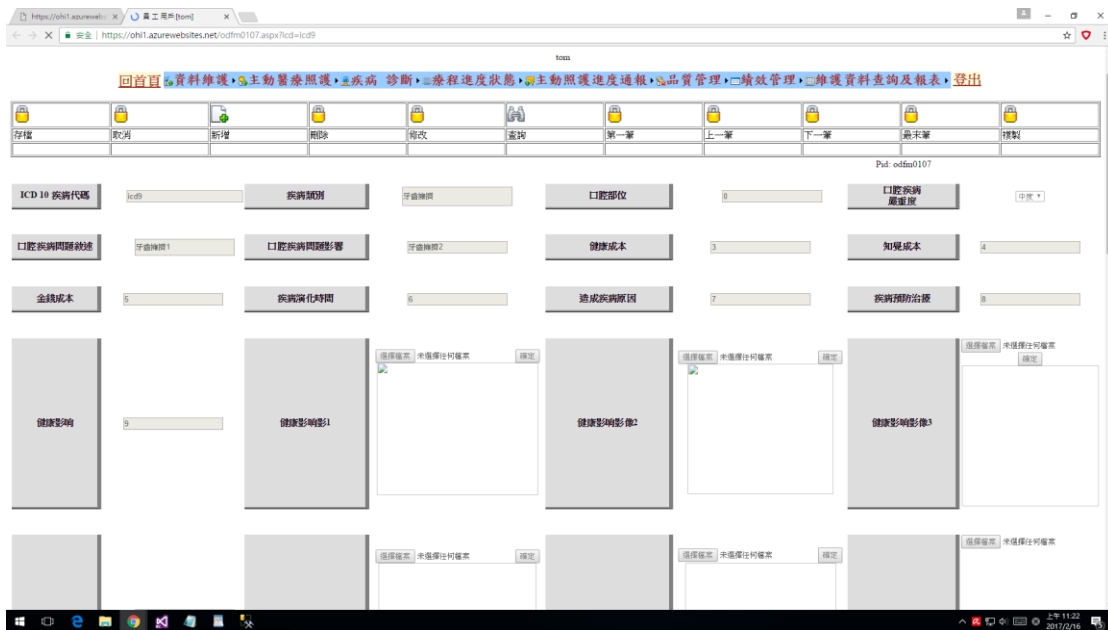 https://ohi1.azureweb
員工用戶[tom]
安全 | https://ohi1.azurewebsites.net/odfm0107.aspx?icd=icd9
tom
回首頁 資料維護 主動醫療照護 疾病 診斷 療程進度狀態 主動照護進度通報 品質管理 績效管理 維護資料查詢及報表 登出
存檔 取消 新增 刪除 修改 查詢 第一筆 上一筆 下一筆 最末筆 複製
Pid: odfm0107
ICD 10 疾病代碼 icd9 疾病類別 牙齒擁擠 口腔部位 0 口腔疾病 中度
嚴重度
口腔疾病問題敘述 牙齒擁擠1 口腔疾病問題影響 牙齒擁擠2 健康成本 3 知覺成本 4
金錢成本 5 疾病演化時間 6 造成疾病原因 7 疾病預防治療 8
選擇檔案 未選擇任何檔案 確定 選擇檔案 未選擇任何檔案 確定 選擇檔案 未選擇任何檔案
確定
健康影响 9 健康影响影1 健康影响影像2 健康影响影像3
選擇檔案 未選擇任何檔案 確定 選擇檔案 未選擇任何檔案 確定 選擇檔案 未選擇任何檔案
上午 11:22
2017/2/16